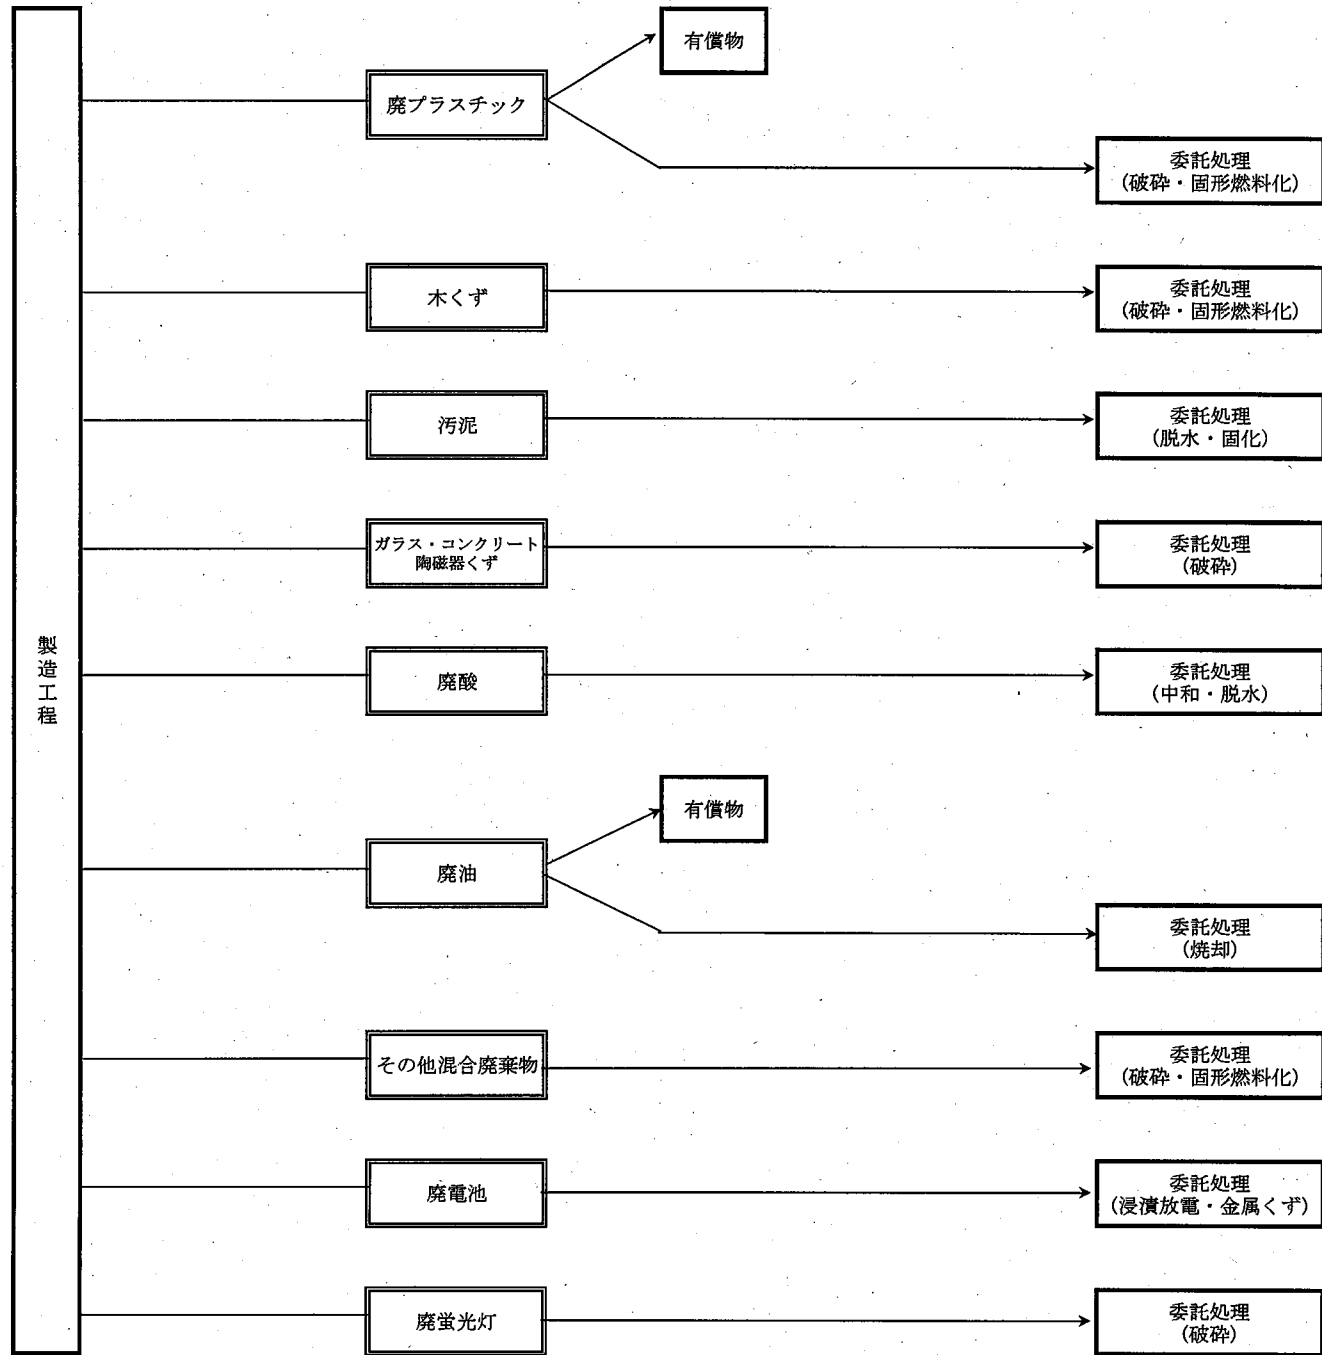 製造工程
有償物
廃プラスチック
委託処理
(破砕・固形燃料化)
木くず
委託処理
(破砕・固形燃料化)
汚泥
委託処理
(脱水・固化)
ガラス・コンクリート
陶磁器くず
委託処理
(破砕)
廃酸
委託処理
(中和・脱水)
有償物
廃油
委託処理
(焼却)
その他混合廃棄物
委託処理
(破砕・固形燃料化)
廃電池
委託処理
(浸漬放電・金属くず)
廃蛍光灯
委託処理
(破砕)